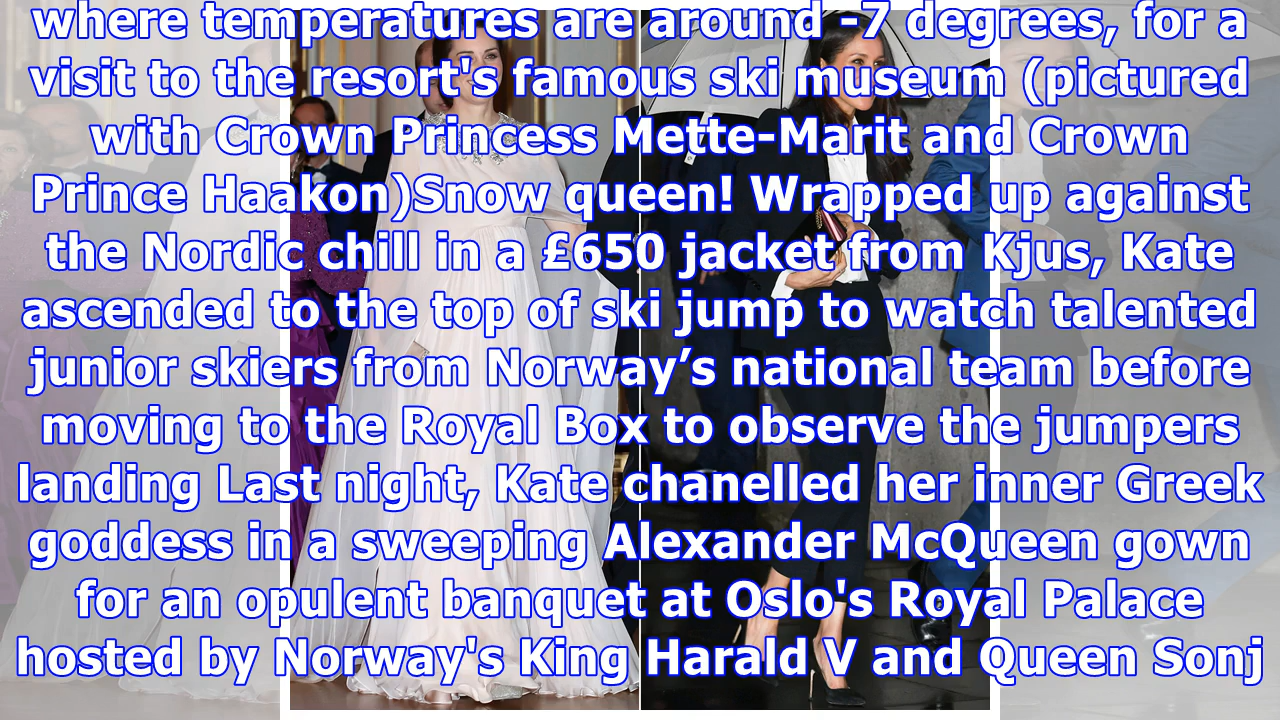 where temperatures are around -7 degrees, for a
visit to the resort's famous ski museum (pictured
with Crown Princess Mette-Marit and Crown
Prince Haakon)Snow queen! Wrapped up against
the Nordic chill in a £650 jacket from Kjus, Kate
ascended to the top of ski jump to watch talented
junior skiers from Norway’s national team before
moving to the Royal Box to observe the jumpers
landing Last night, Kate chanelled her inner Greek
goddess in a sweeping Alexander McQueen gown
for an opulent banquet at Oslo's Royal Palace
hosted by Norway's King Harald V and Queen Sonj